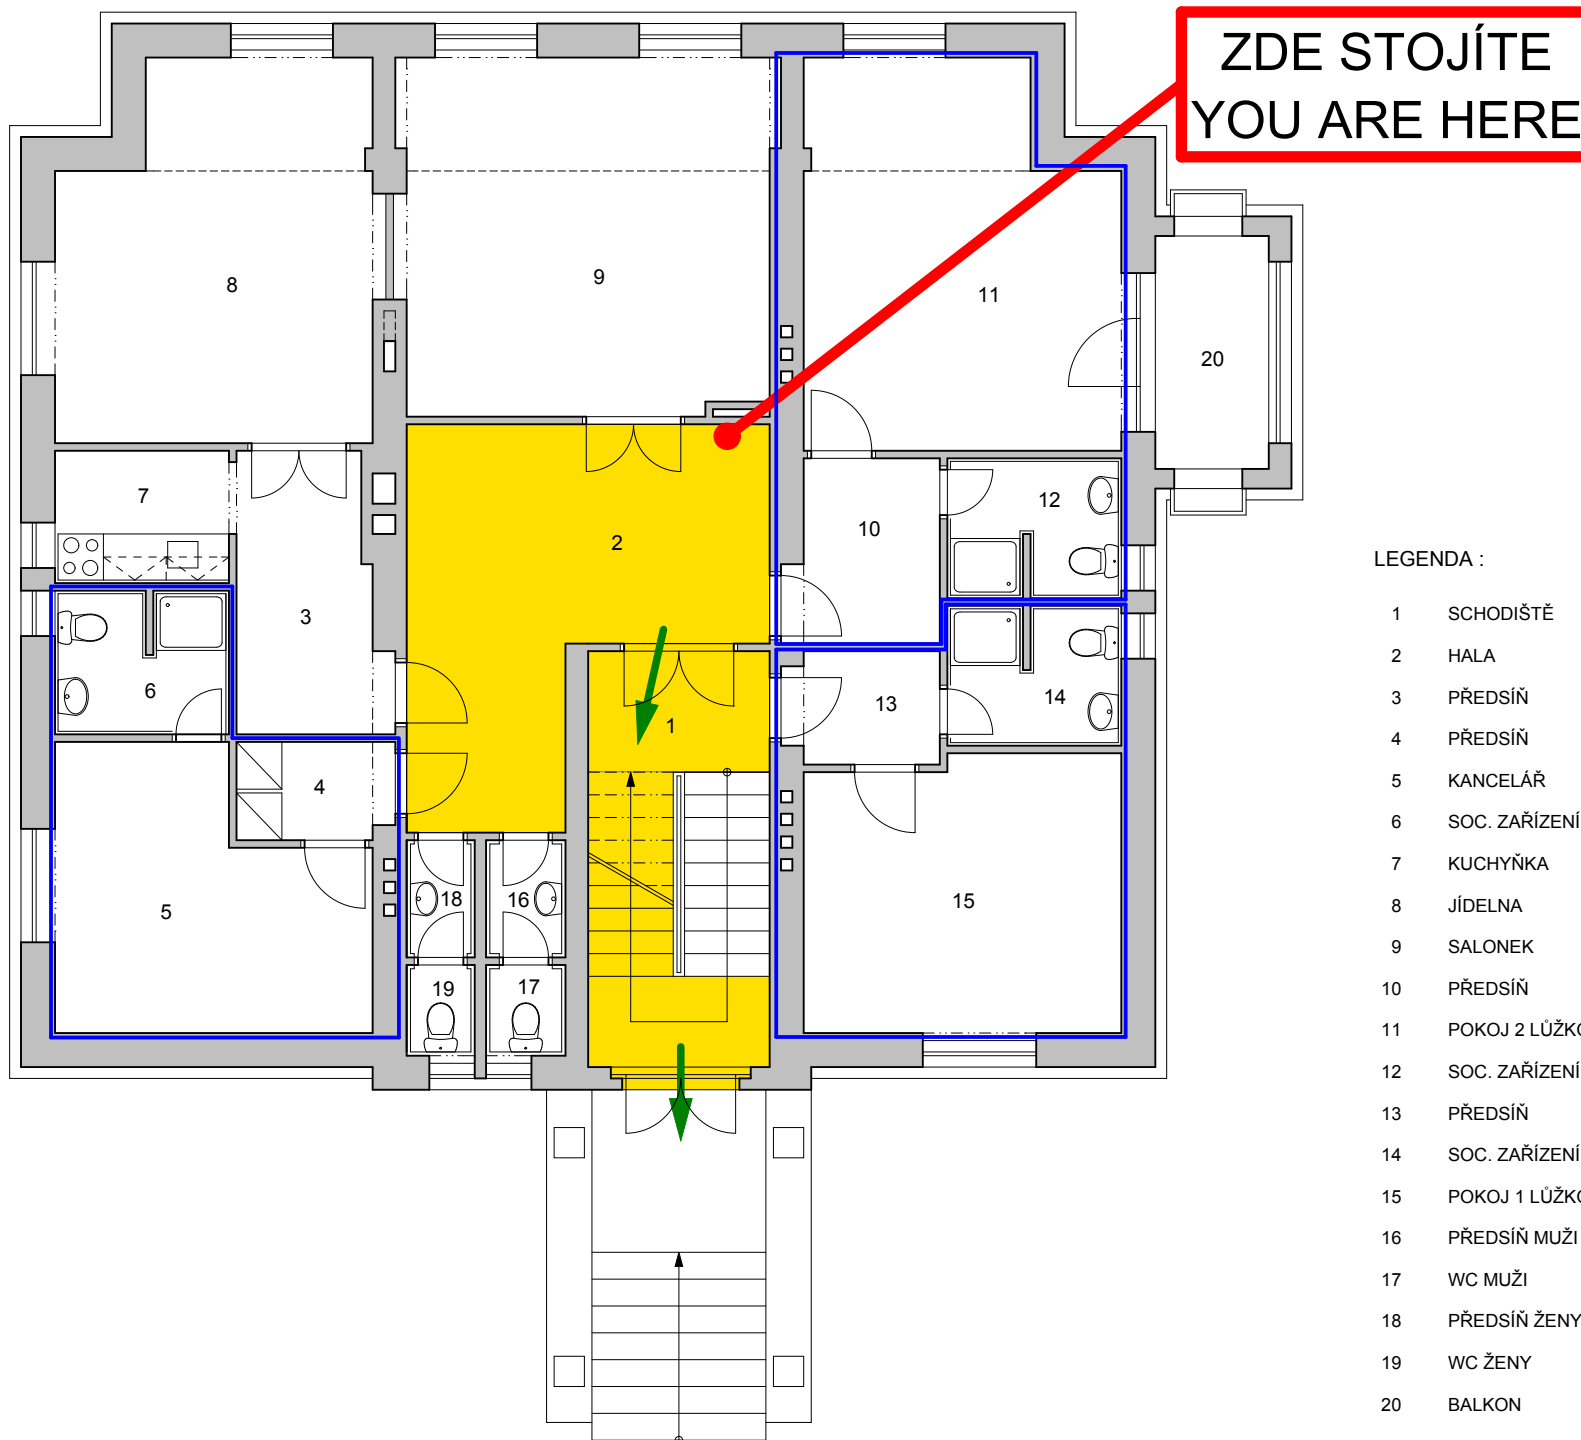 ZDE STOJÍTE
YOU ARE HERE
8
9
11
20
7
12
10
2
3
6
14
1
13
4
18
16
15
5
19
17
LEGENDA :
1 SCHODIŠTĚ
2 HALA
3 PŘEDSÍŇ
4 PŘEDSÍŇ
5 KANCELÁŘ
6 SOC. ZAŘÍZENÍ
7 KUCHYŇKA
8 JÍDELNA
9 SALONEK
10 PŘEDSÍŇ
11 POKOJ 2 LŮŽKO
12 SOC. ZAŘÍZENÍ
13 PŘEDSÍŇ
14 SOC. ZAŘÍZENÍ
15 POKOJ 1 LŮŽKO
16 PŘEDSÍŇ MUŽI
17 WC MUŽI
18 PŘEDSÍŇ ŽENY
19 WC ŽENY
20 BALKON